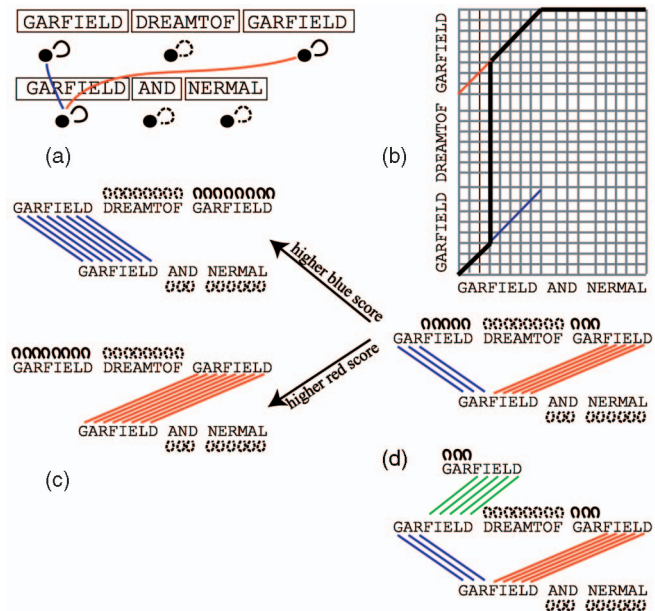 GARFIELD DREAMTOF GARFIELD
GARFIELD AND NERMAL
(a)
GARFIELD DREAMTOF GARFIELD
GARFIELD AND NERMAL
(b)
GARFIELD DREAMTOF GARFIELD
GARFIELD AND NERMAL
higher blue score
GARFIELD DREAMTOF GARFIELD
GARFIELD AND NERMAL
higher red score
(c)
GARFIELD DREAMTOF GARFIELD
GARFIELD AND NERMAL
(d)
GARFIELD
GARFIELD DREAMTOF GARFIELD
GARFIELD AND NERMAL